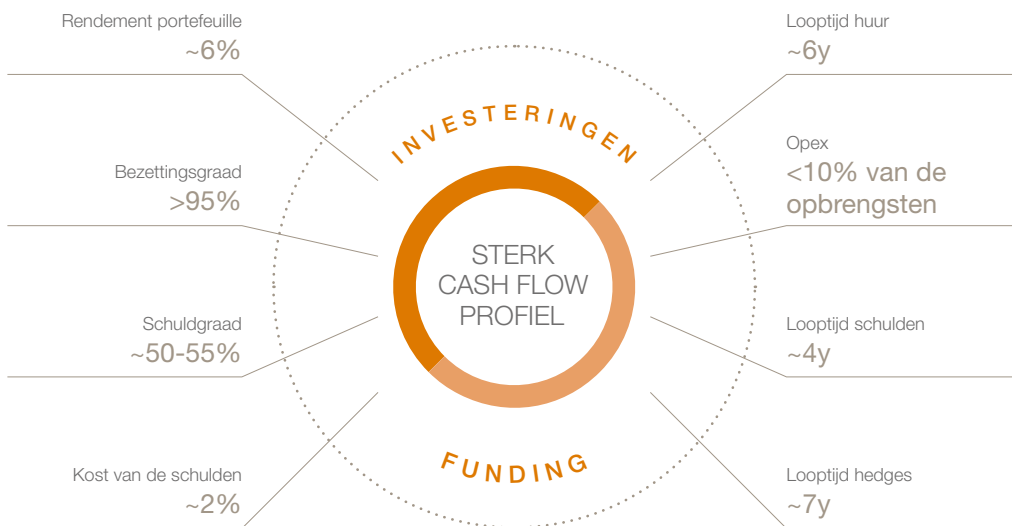 Rendement portefeuille
~6%
Bezettingsgraad
>95%
Schuldgraad
~50-55%
Kost van de schulden
~2%
INVESTERINGEN
STERK
CASH FLOW
PROFIEL
FUNDING
Looptijd huur
~6y
Opex
<10% van de
opbrengsten
Looptijd schulden
~4y
Looptijd hedges
~7y